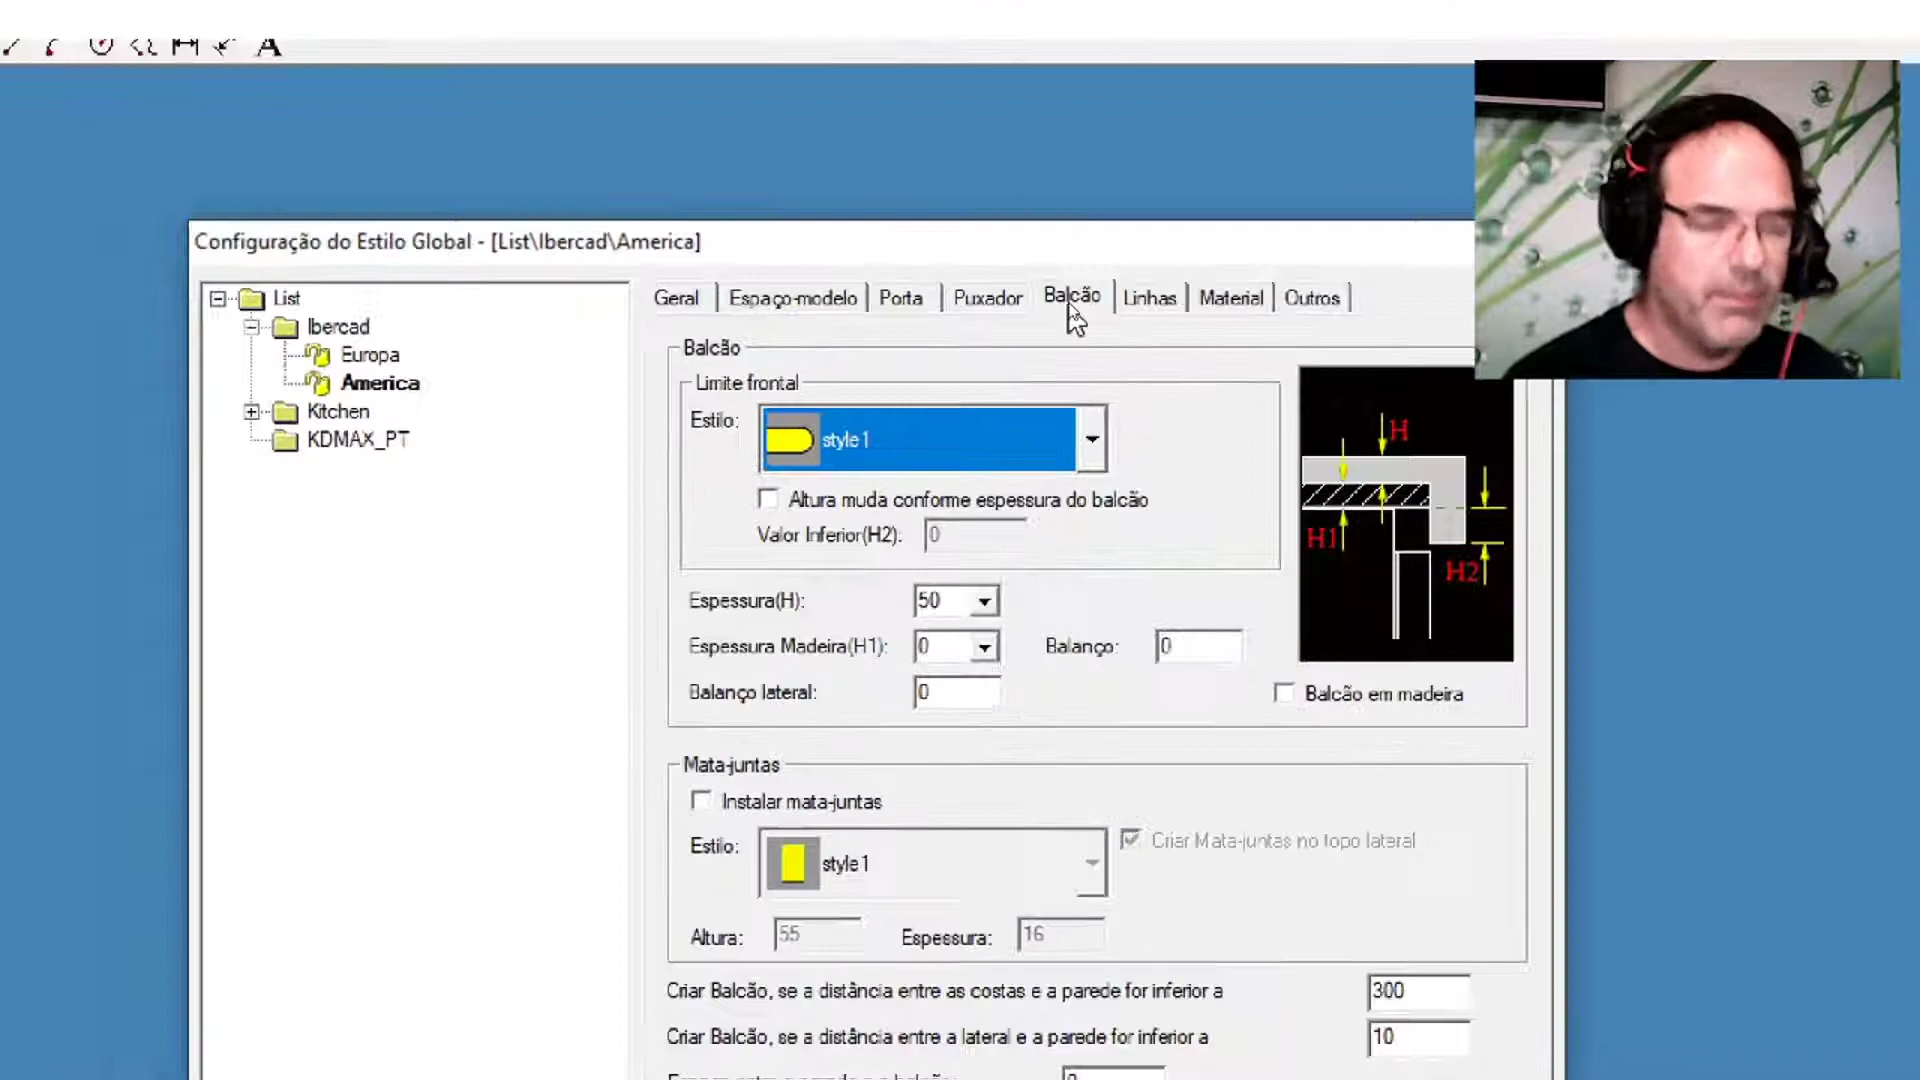 A
Configuração do Estilo Global - [List\Ibercad\America]
List
Ibercad
Europa
America
Kitchen
KDMAX_PT
Geral
Espaço-modelo
Porta
Puxador
Balcão
Linhas
Material
Outros
Balcão
Limite frontal
Estilo:
style1
Altura muda conforme espessura do balcão
Valor Inferior(H2):
0
H
H1
H2
Espessura(H):
50
Espessura Madeira(H1):
0
Balanço:
0
Balanço lateral:
0
Balcão em madeira
Mata-juntas
Instalar mata-juntas
Estilo:
style1
Criar Mata-juntas no topo lateral
Altura:
55
Espessura:
16
Criar Balcão, se a distância entre as costas e a parede for inferior a
300
Criar Balcão, se a distância entre a lateral e a parede for inferior a
10